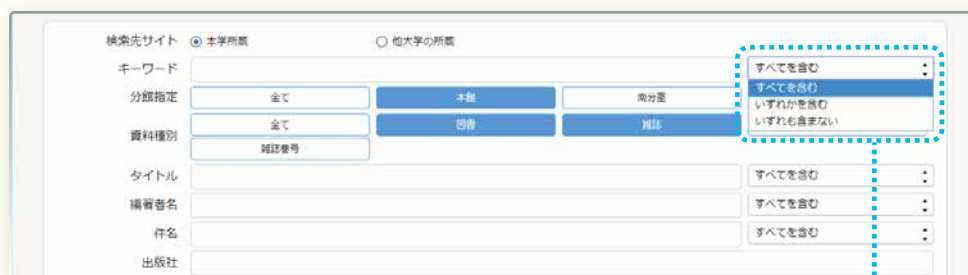 検索先サイト 本学所蔵 他大学の所蔵
キーワード すべてを含む
すべてを含む
いずれかを含む
いずれも含まない
分館指定 全て 本館 南分室
資料種別 全て 図書 雑誌
雑誌巻号
タイトル すべてを含む
編著者名 すべてを含む
件名 すべてを含む
出版社